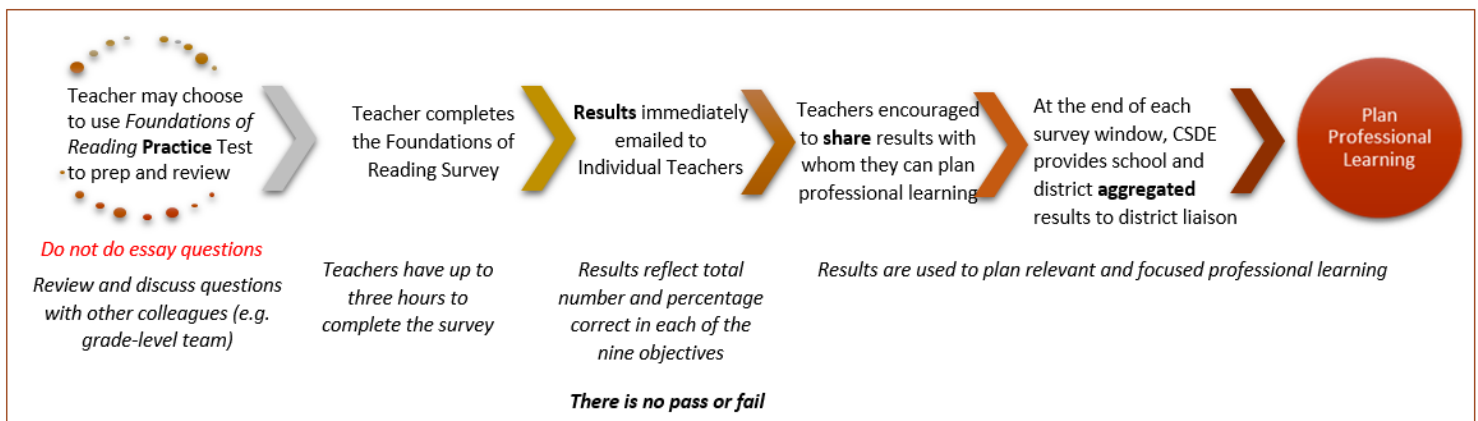 Teacher may choose
to use Foundations of
Reading Practice Test
to prep and review
Teacher completes
the Foundations of
Reading Survey
Results immediately
emailed to
Individual Teachers
Teachers encouraged
to share results with
whom they can plan
professional learning
At the end of each
survey window, CSDE
provides school and
district aggregated
results to district liaison
Plan
Professional
Learning
Do not do essay questions
Review and discuss questions
with other colleagues (e.g.
grade-level team)
Teachers have up to
three hours to
complete the survey
Results reflect total
number and percentage
correct in each of the
nine objectives
There is no pass or fail
Results are used to plan relevant and focused professional learning